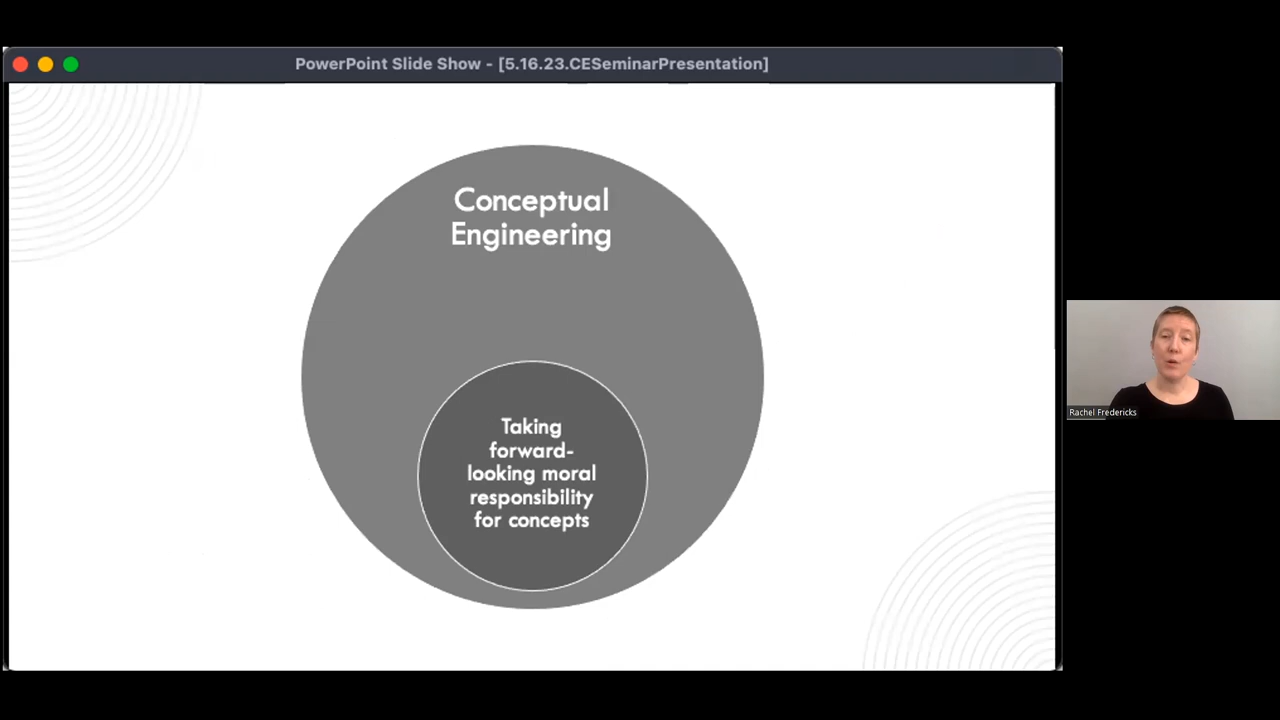 PowerPoint Slide Show - [5.16.23.CESeminarPresentation]
Conceptual
Engineering
Taking
forward-
looking moral
responsibility
for concepts
Rachel Fredericks